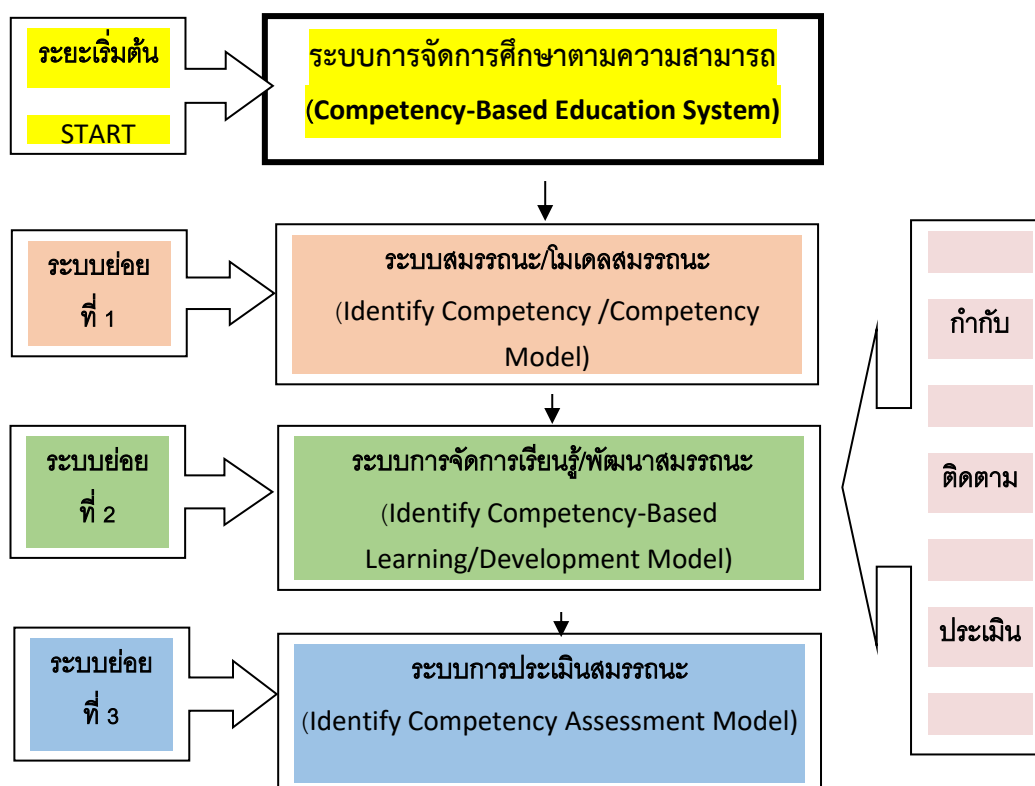 ระยะเริ่มต้น
START
ระบบการจัดการศึกษาตามความสามารถ
(Competency-Based Education System)
ระบบย่อย
ที่ 1
ระบบสมรรถนะ/โมเดลสมรรถนะ
(Identify Competency /Competency
Model)
ระบบย่อย
ที่ 2
ระบบการจัดการเรียนรู้/พัฒนาสมรรถนะ
(Identify Competency-Based
Learning/Development Model)
ระบบย่อย
ที่ 3
ระบบการประเมินสมรรถนะ
(Identify Competency Assessment Model)
กำกับ
ติดตาม
ประเมิน